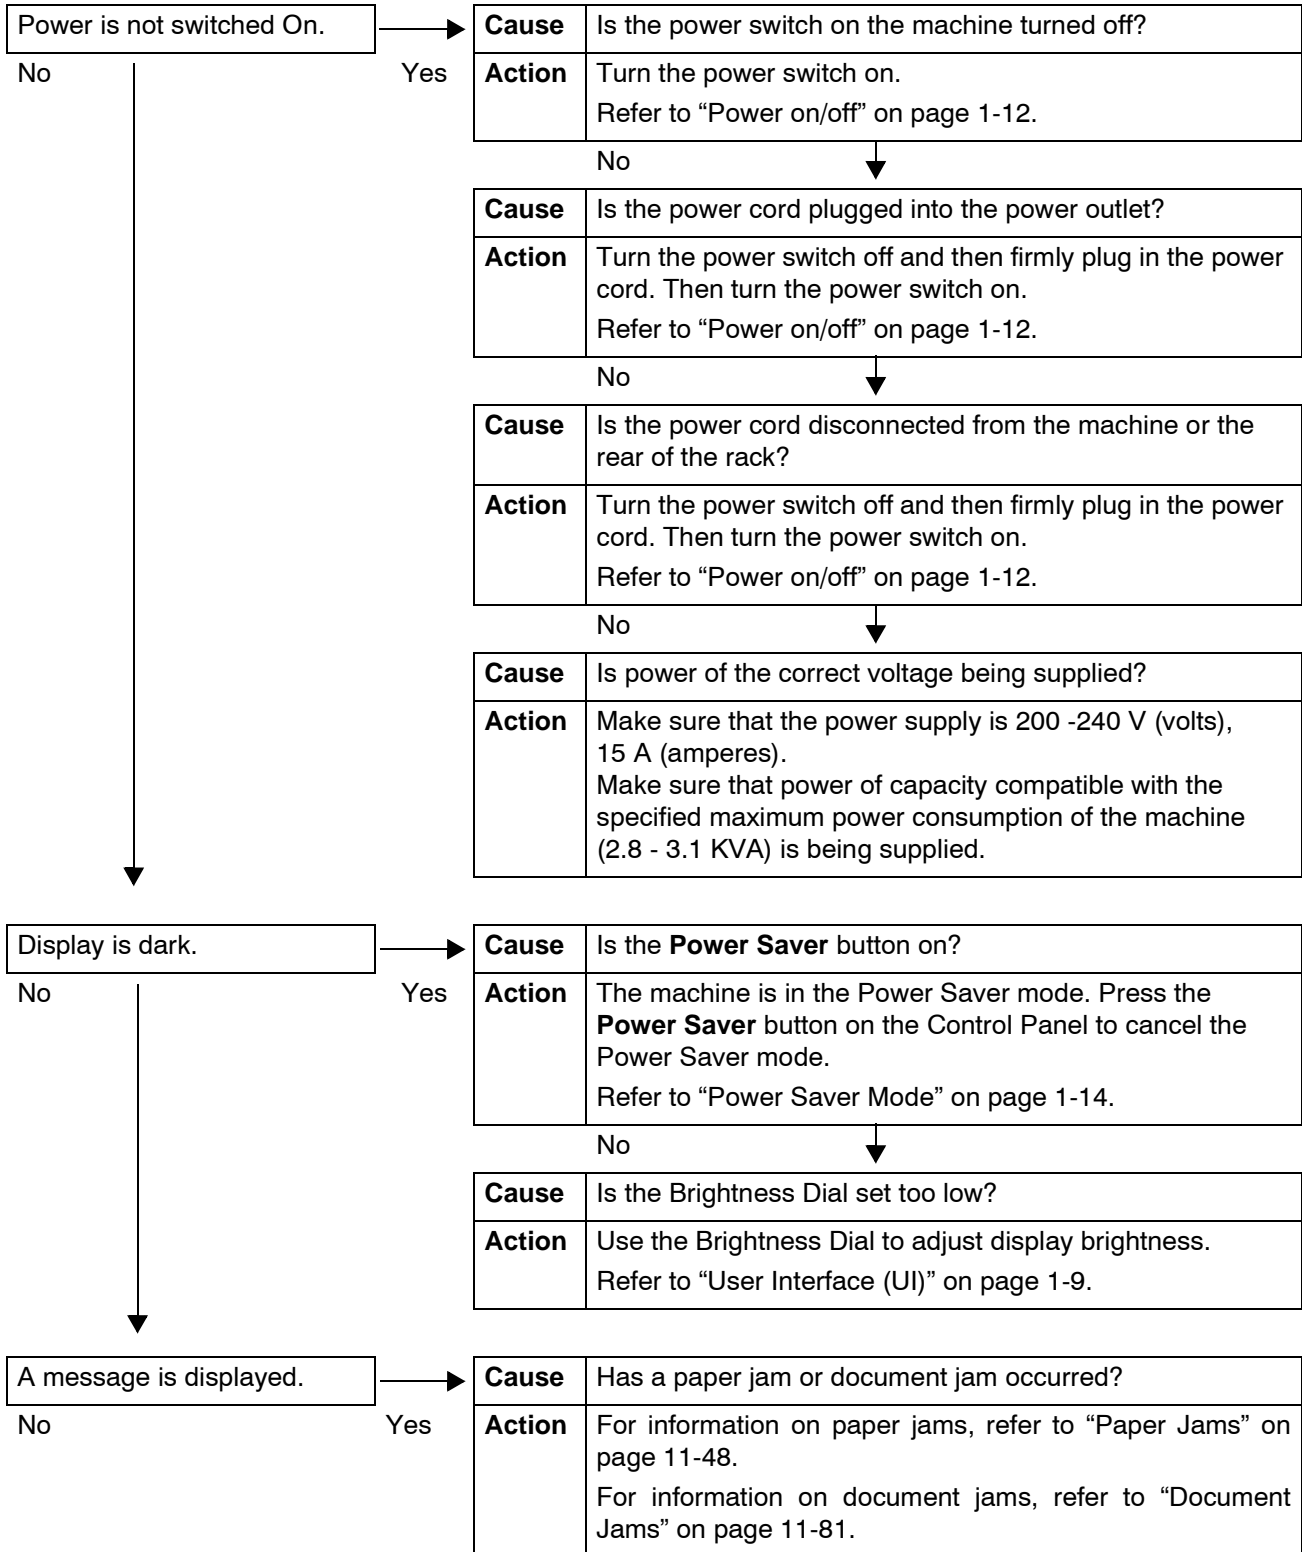 Power is not switched On.
Cause Is the power switch on the machine turned off?
No Yes Action Turn the power switch on.
Refer to “Power on/off” on page 1-12.
No
Cause Is the power cord plugged into the power outlet?
Action Turn the power switch off and then firmly plug in the power
cord. Then turn the power switch on.
Refer to “Power on/off” on page 1-12.
No
Cause Is the power cord disconnected from the machine or the
rear of the rack?
Action Turn the power switch off and then firmly plug in the power
cord. Then turn the power switch on.
Refer to “Power on/off” on page 1-12.
No
Cause Is power of the correct voltage being supplied?
Action Make sure that the power supply is 200 -240 V (volts),
15 A (amperes).
Make sure that power of capacity compatible with the
specified maximum power consumption of the machine
(2.8 - 3.1 KVA) is being supplied.
Display is dark.
Cause Is the Power Saver button on?
No Yes Action The machine is in the Power Saver mode. Press the
Power Saver button on the Control Panel to cancel the
Power Saver mode.
Refer to “Power Saver Mode” on page 1-14.
No
Cause Is the Brightness Dial set too low?
Action Use the Brightness Dial to adjust display brightness.
Refer to “User Interface (UI)” on page 1-9.
A message is displayed.
Cause Has a paper jam or document jam occurred?
No Yes Action For information on paper jams, refer to “Paper Jams” on
page 11-48.
For information on document jams, refer to “Document
Jams” on page 11-81.